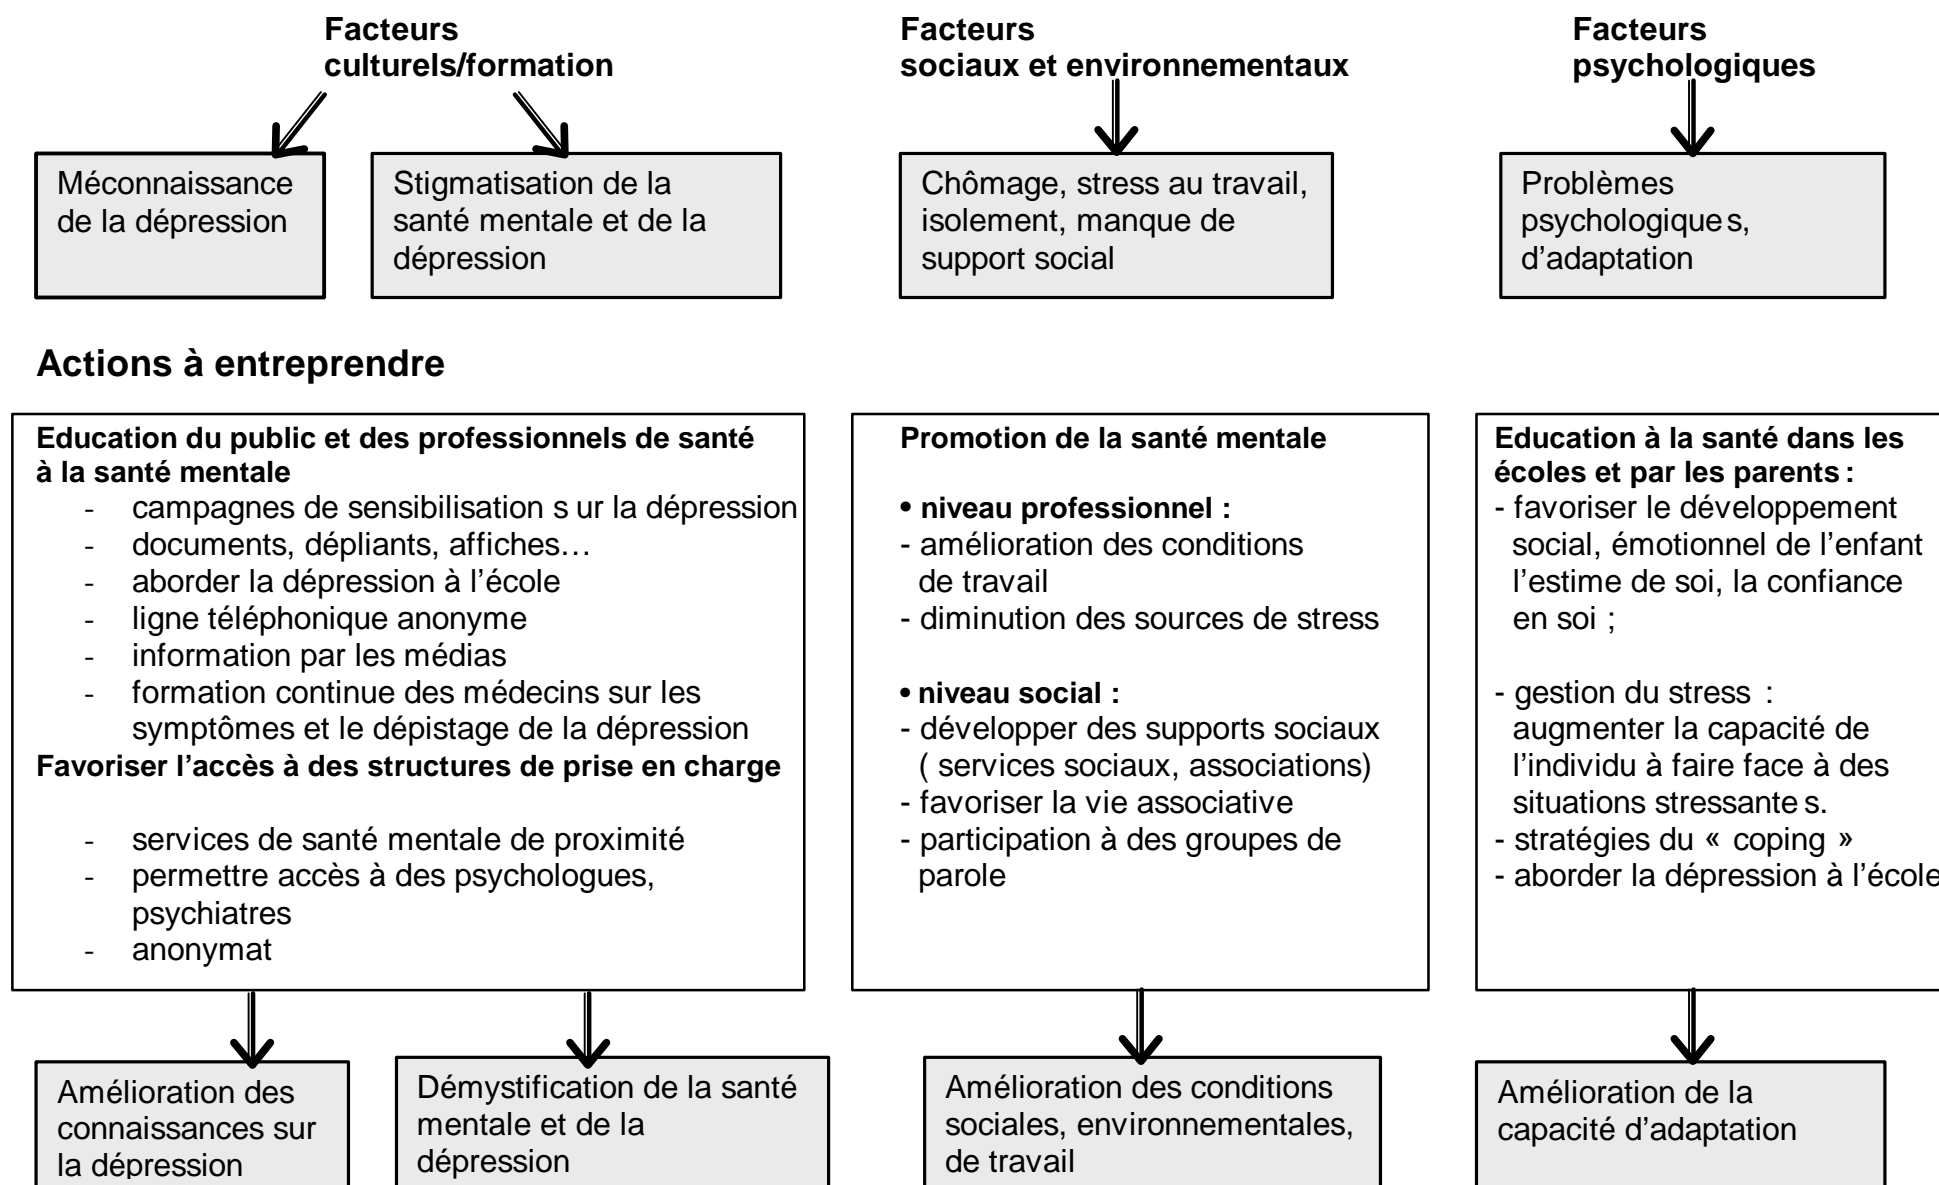 Facteurs
culturels/formation
Facteurs
sociaux et environnementaux
Facteurs
psychologiques
Méconnaissance
de la dépression
Stigmatisation de la
santé mentale et de la
dépression
Chômage, stress au travail,
isolement, manque de
support social
Problèmes
psychologiques,
d’adaptation
Actions à entreprendre
Education du public et des professionnels de santé
à la santé mentale
- campagnes de sensibilisation sur la dépression
- documents, dépliants, affiches…
- aborder la dépression à l’école
- ligne téléphonique anonyme
- information par les médias
- formation continue des médecins sur les
symptômes et le dépistage de la dépression
Favoriser l’accès à des structures de prise en charge
- services de santé mentale de proximité
- permettre accès à des psychologues,
psychiatres
- anonymat
Promotion de la santé mentale
• niveau professionnel :
- amélioration des conditions
de travail
- diminution des sources de stress
• niveau social :
- développer des supports sociaux
( services sociaux, associations)
- favoriser la vie associative
- participation à des groupes de
parole
Education à la santé dans les
écoles et par les parents :
- favoriser le développement
social, émotionnel de l’enfant
l’estime de soi, la confiance
en soi ;
- gestion du stress :
augmenter la capacité de
l’individu à faire face à des
situations stressantes.
- stratégies du « coping »
- aborder la dépression à l’école
Amélioration des
connaissances sur
la dépression
Démystification de la santé
mentale et de la
dépression
Amélioration des conditions
sociales, environnementales,
de travail
Amélioration de la
capacité d’adaptation